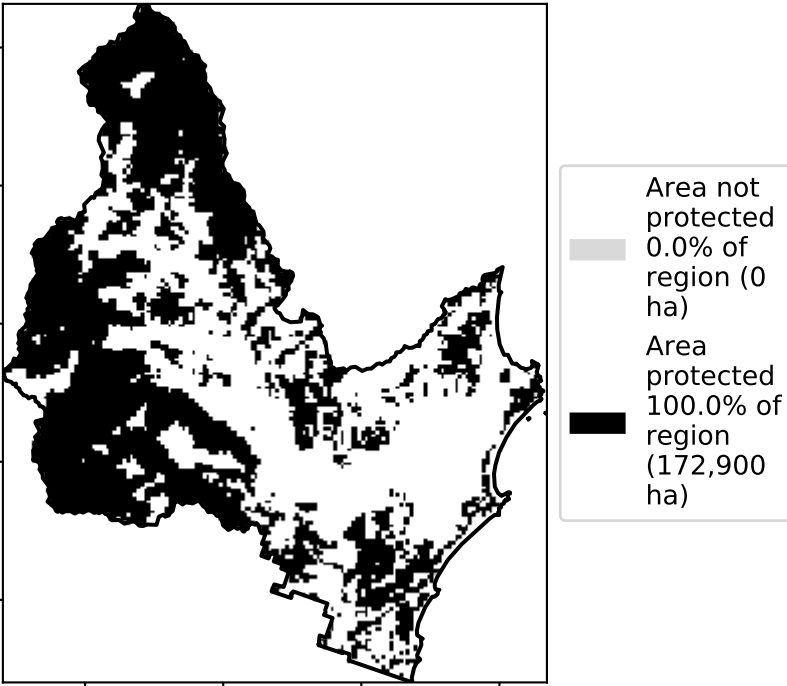 Area not
protected
0.0% of
region (0
ha)
Area
protected
100.0% of
region
(172,900
ha)